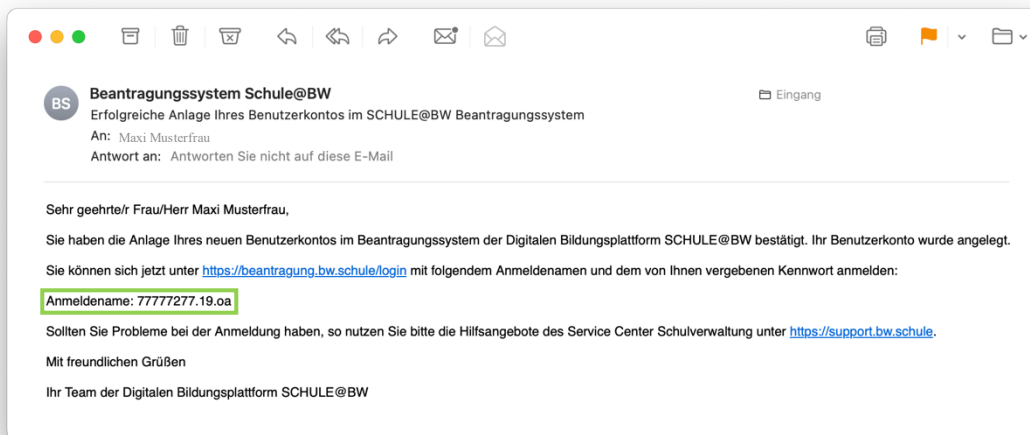 BS
Beantragungssystem Schule@BW
Eingang
Erfolgreiche Anlage Ihres Benutzerkontos im SCHULE@BW Beantragungssystem
An: Maxi Musterfrau
Antwort an: Antworten Sie nicht auf diese E-Mail
Sehr geehrte/r Frau/Herr Maxi Musterfrau,
Sie haben die Anlage Ihres neuen Benutzerkontos im Beantragungssystem der Digitalen Bildungsplattform SCHULE@BW bestätigt. Ihr Benutzerkonto wurde angelegt.
Sie können sich jetzt unter https://beantragung.bw.schule/login mit folgendem Anmeldenamen und dem von Ihnen vergebenen Kennwort anmelden:
Anmeldename: 77777277.19.oa
Sollten Sie Probleme bei der Anmeldung haben, so nutzen Sie bitte die Hilfsangebote des Service Center Schulverwaltung unter https://support.bw.schule.
Mit freundlichen Grüßen
Ihr Team der Digitalen Bildungsplattform SCHULE@BW